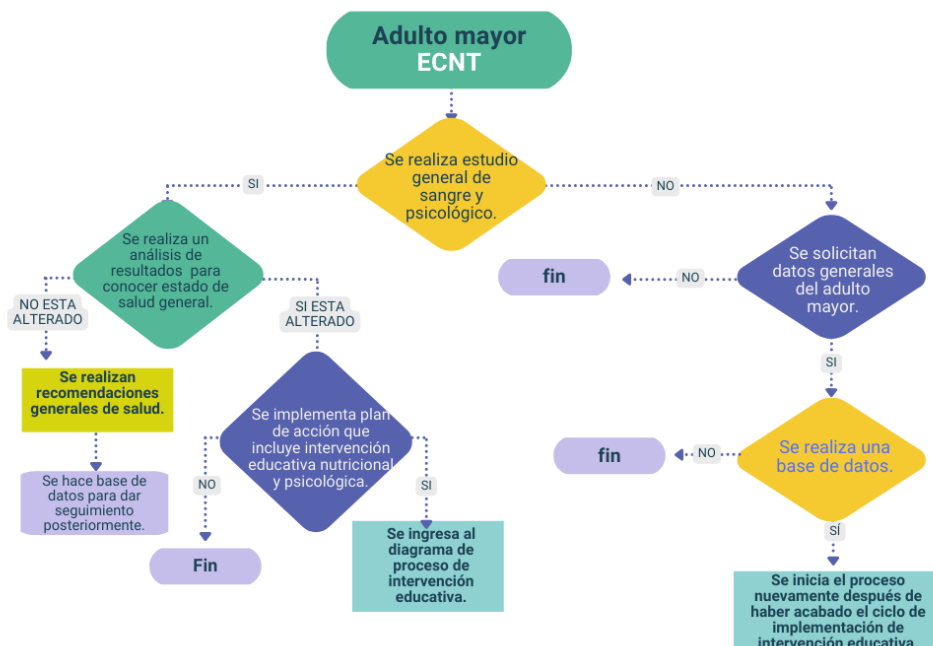 Adulto mayor
ECNT
Se realiza estudio
general de
sangre y
psicológico.
SI
NO
Se realiza un
análisis de
resultados para
conocer estado de
salud general.
Se solicitan
datos generales
del adulto
mayor.
NO
fin
NO ESTA
ALTERADO
SI ESTA
ALTERADO
SI
Se realizan
recomendaciones
generales de salud.
Se implementa plan
de acción que
incluye intervención
educativa nutricional
y psicológica.
Se realiza una
base de datos.
NO
fin
Se hace base de
datos para dar
seguimiento
posteriormente.
NO
SI
SÍ
Fin
Se ingresa al
diagrama de
proceso de
intervención
educativa.
Se inicia el proceso
nuevamente después de
haber acabado el ciclo de
implementación de
intervención educativa.